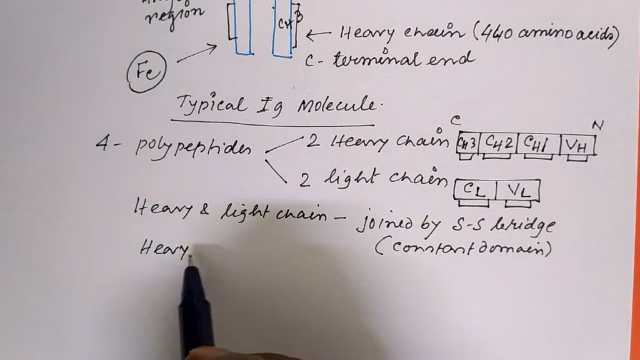 region
CH3
Heavy chain (440 amino acids)
C- terminal end
Fc
Typical Ig Molecule.
C N
4- polypeptides 2 Heavy chain CH3 CH2 CH1 VH
2 light chain CL VL
Heavy & light chain - joined by S-S bridge
Heavy (constant domain)